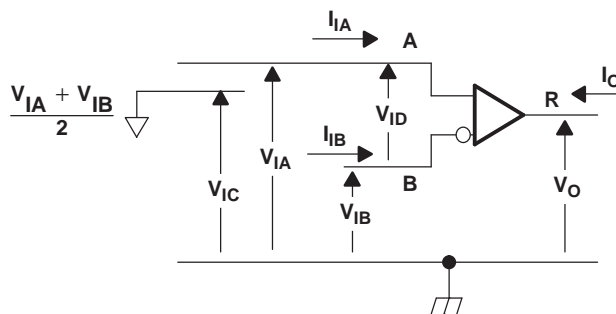 I_IA
A
V_IA + V_IB
2
I_O
R
V_ID
I_IB
V_IA
B
V_IC
V_IB
V_O